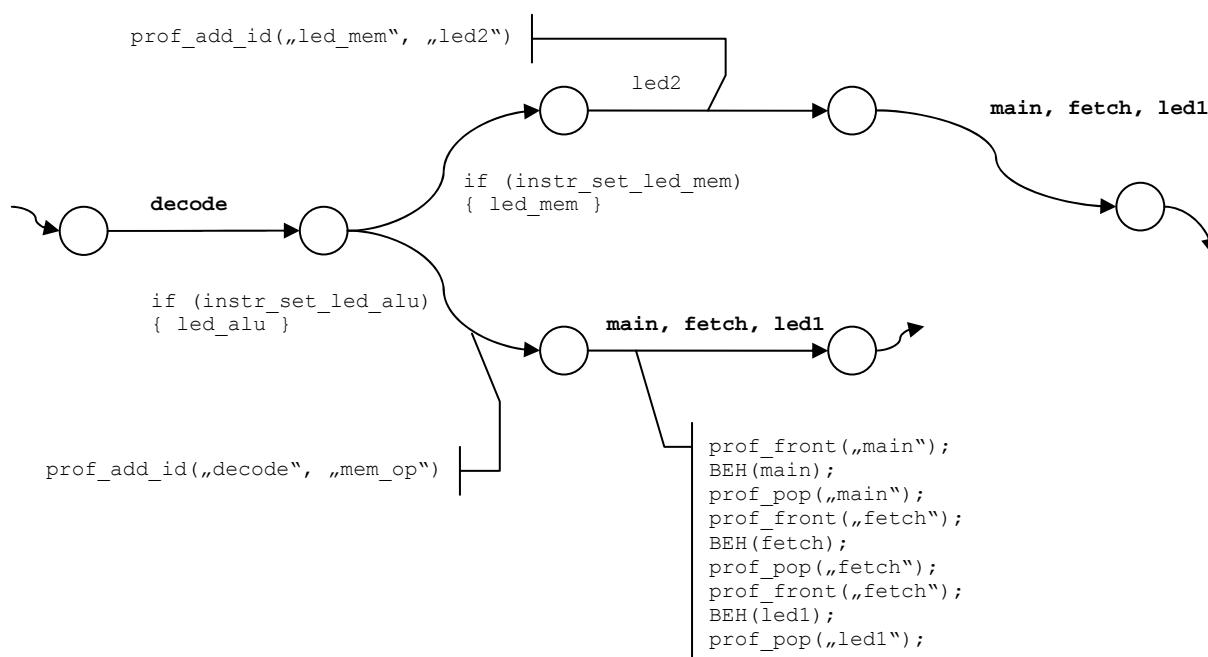 prof_add_id(„led_mem“, „led2“)
led2
main, fetch, led1
if (instr_set_led_mem)
{ led_mem }
decode
if (instr_set_led_alu)
{ led_alu }
main, fetch, led1
prof_add_id(„decode“, „mem_op“)
prof_front(„main“);
BEH(main);
prof_pop(„main“);
prof_front(„fetch“);
BEH(fetch);
prof_pop(„fetch“);
prof_front(„fetch“);
BEH(led1);
prof_pop(„led1“);